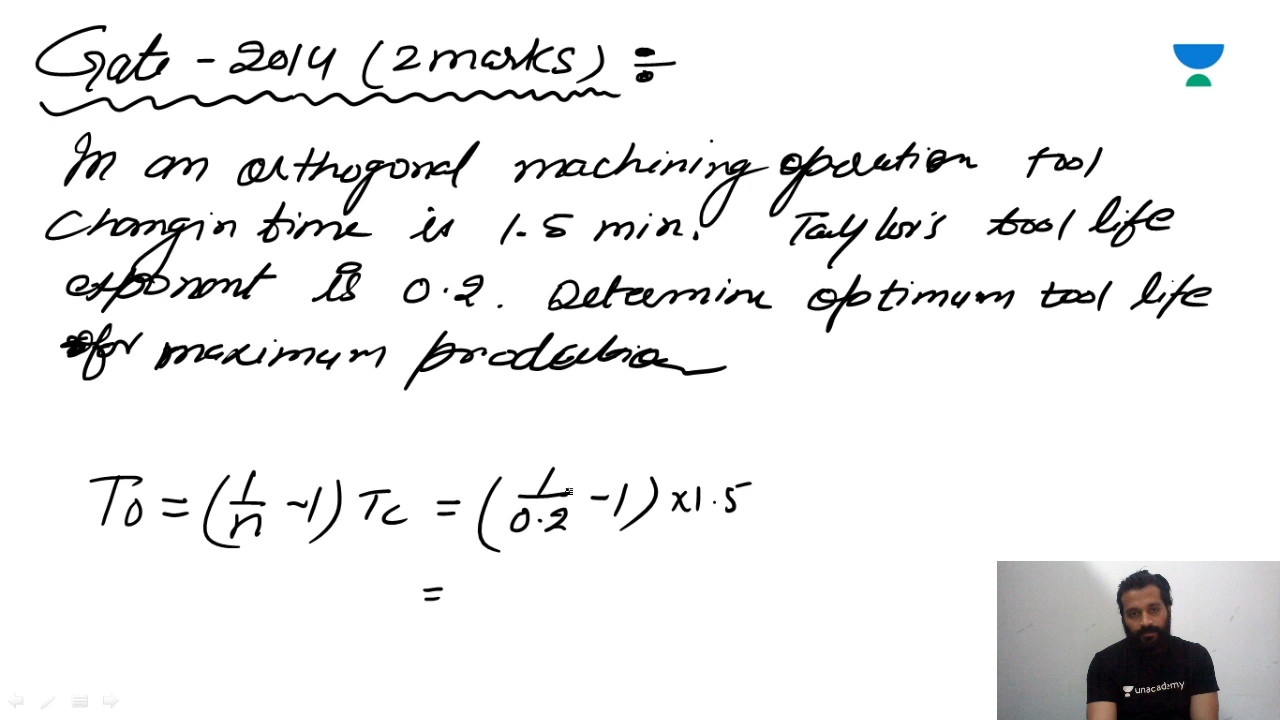 Gate - 2014 (2 marks) ÷
In an orthogonal machining operation tool
Changin time is 1.5 min. Taylor's tool life
exponent is 0.2. Determine optimum tool life
for maximum production
T₀ = (1/n - 1) Tc = (1/0.2 - 1) × 1.5
=
unacademy